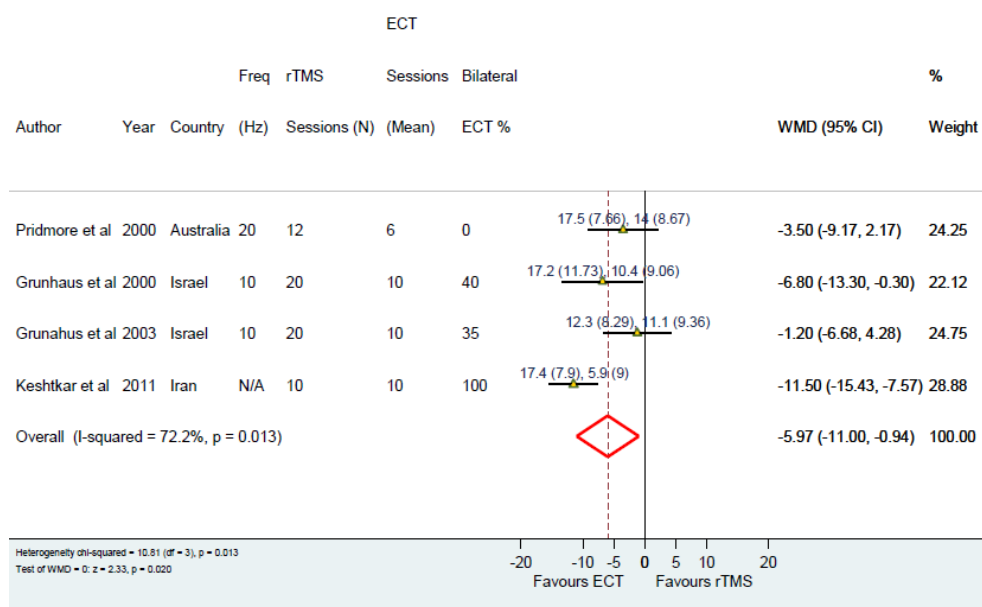 ECT
Freq rTMS Sessions Bilateral %
Author Year Country (Hz) Sessions (N) (Mean) ECT % WMD (95% CI) Weight
17.5 (7.66), 14 (8.67)
Pridmore et al 2000 Australia 20 12 6 0 -3.50 (-9.17, 2.17) 24.25
17.2 (11.73), 10.4 (9.06)
Grunhaus et al 2000 Israel 10 20 10 40 -6.80 (-13.30, -0.30) 22.12
12.3 (8.29), 11.1 (9.36)
Grunahus et al 2003 Israel 10 20 10 35 -1.20 (-6.68, 4.28) 24.75
17.4 (7.9), 5.9 (9)
Keshtkar et al 2011 Iran N/A 10 10 100 -11.50 (-15.43, -7.57) 28.88
Overall (I-squared = 72.2%, p = 0.013) -5.97 (-11.00, -0.94) 100.00
Heterogeneity chi-squared = 10.81 (df = 3), p = 0.013
Test of WMD = 0: z = 2.33, p = 0.020
-20 -10 -5 0 5 10 20
Favours ECT Favours rTMS